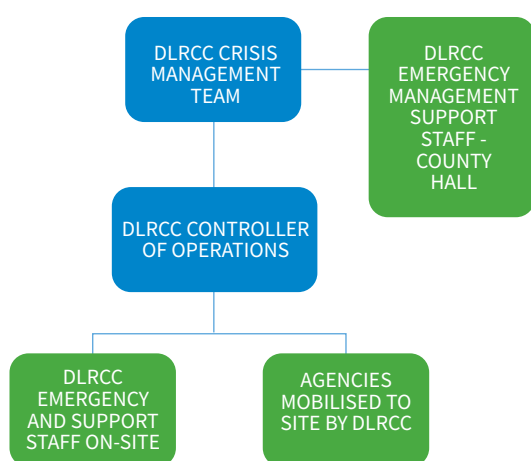 DLRCC CRISIS
MANAGEMENT
TEAM
DLRCC
EMERGENCY
MANAGEMENT
SUPPORT
STAFF -
COUNTY
HALL
DLRCC CONTROLLER
OF OPERATIONS
DLRCC
EMERGENCY
AND SUPPORT
STAFF ON-SITE
AGENCIES
MOBILISED TO
SITE BY DLRCC